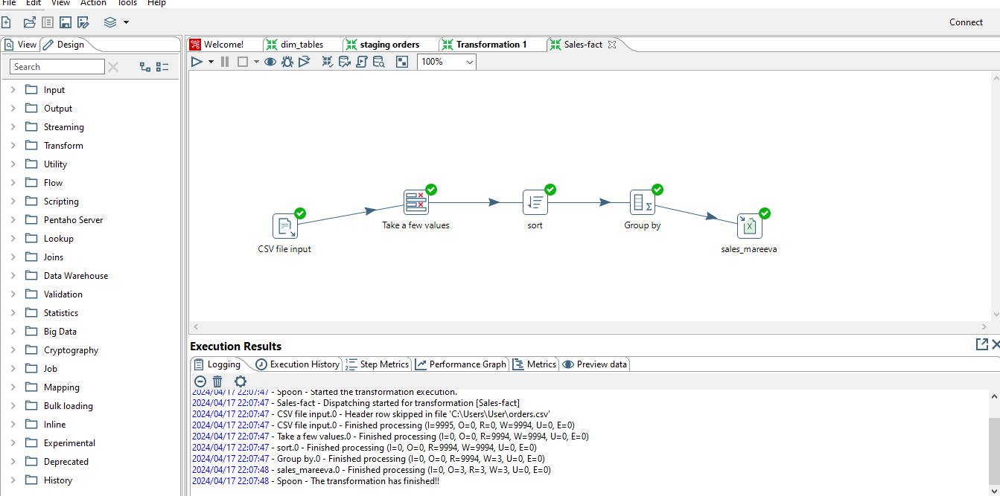 File Edit View Action Tools Help
Connect
View Design
Welcome! dim_tables staging orders Transformation 1 Sales-fact
Search
100%
Input
Output
Streaming
Transform
Utility
Flow
Scripting
Pentaho Server
Lookup
Joins
Data Warehouse
Validation
Statistics
Big Data
Cryptography
Job
Mapping
Bulk loading
Inline
Experimental
Deprecated
History
CSV file input
Take a few values
sort
Group by
sales_mareeva
Execution Results
Logging Execution History Step Metrics Performance Graph Metrics Preview data
2024/04/17 22:07:47 - Spoon - Started the transformation execution.
2024/04/17 22:07:47 - Sales-fact - Dispatching started for transformation [Sales-fact]
2024/04/17 22:07:47 - CSV file input.0 - Header row skipped in file 'C:\Users\User\orders.csv'
2024/04/17 22:07:47 - CSV file input.0 - Finished processing (I=9995, O=0, R=0, W=9994, U=0, E=0)
2024/04/17 22:07:47 - Take a few values.0 - Finished processing (I=0, O=0, R=9994, W=9994, U=0, E=0)
2024/04/17 22:07:47 - sort.0 - Finished processing (I=0, O=0, R=9994, W=9994, U=0, E=0)
2024/04/17 22:07:47 - Group by.0 - Finished processing (I=0, O=0, R=9994, W=3, U=0, E=0)
2024/04/17 22:07:48 - sales_mareeva.0 - Finished processing (I=0, O=3, R=3, W=3, U=0, E=0)
2024/04/17 22:07:48 - Spoon - The transformation has finished!!